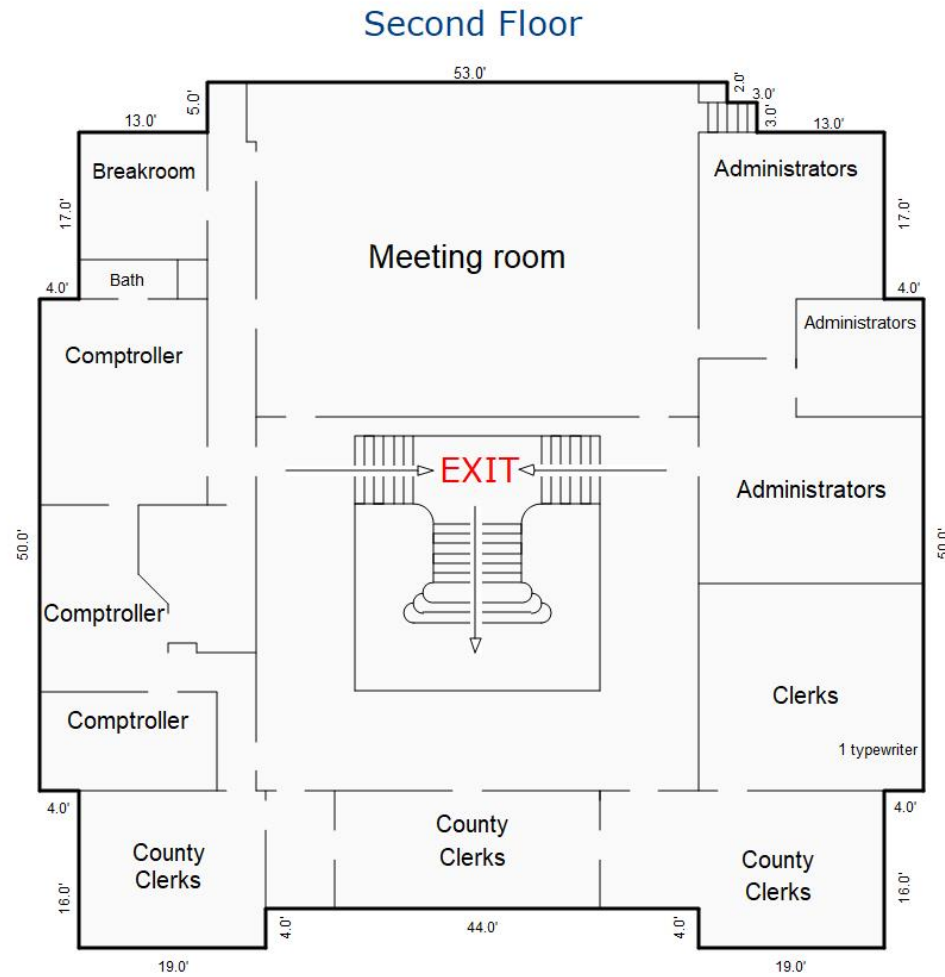 Second Floor
53.0'
5.0'
2.0'
3.0'
3.0'
13.0'
13.0'
Breakroom
Administrators
17.0'
17.0'
Meeting room
Bath
4.0'
4.0'
Administrators
Comptroller
EXIT
Administrators
50.0'
50.0'
Comptroller
Clerks
Comptroller
1 typewriter
4.0'
4.0'
County
Clerks
County
Clerks
County
Clerks
16.0'
16.0'
4.0'
44.0'
4.0'
19.0'
19.0'